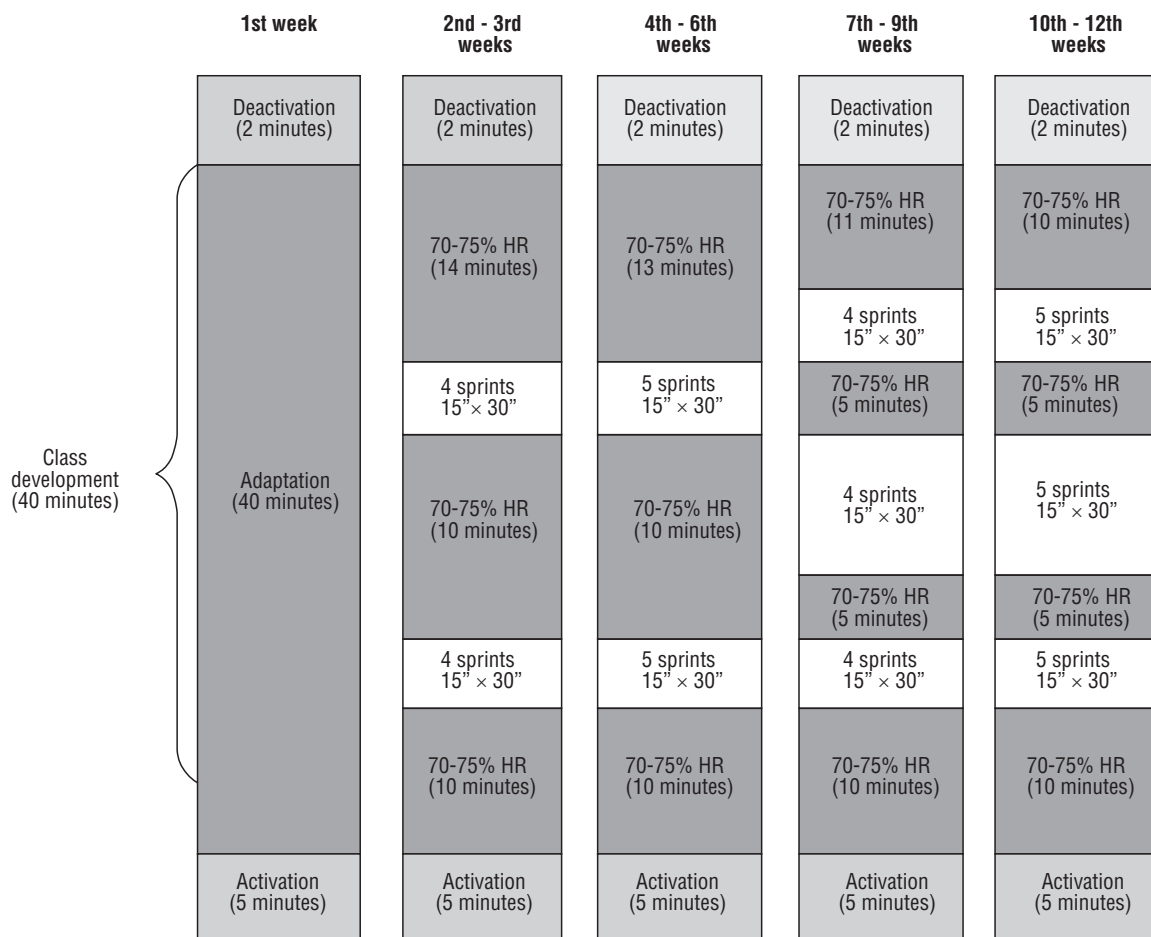 1st week
2nd - 3rd
weeks
4th - 6th
weeks
7th - 9th
weeks
10th - 12th
weeks
Class
development
(40 minutes)
Deactivation
(2 minutes)
Adaptation
(40 minutes)
Activation
(5 minutes)
Deactivation
(2 minutes)
70-75% HR
(14 minutes)
4 sprints
15” × 30”
70-75% HR
(10 minutes)
4 sprints
15” × 30”
70-75% HR
(10 minutes)
Activation
(5 minutes)
Deactivation
(2 minutes)
70-75% HR
(13 minutes)
5 sprints
15” × 30”
70-75% HR
(10 minutes)
5 sprints
15” × 30”
70-75% HR
(10 minutes)
Activation
(5 minutes)
Deactivation
(2 minutes)
70-75% HR
(11 minutes)
4 sprints
15” × 30”
70-75% HR
(5 minutes)
4 sprints
15” × 30”
70-75% HR
(5 minutes)
4 sprints
15” × 30”
70-75% HR
(10 minutes)
Activation
(5 minutes)
Deactivation
(2 minutes)
70-75% HR
(10 minutes)
5 sprints
15” × 30”
70-75% HR
(5 minutes)
5 sprints
15” × 30”
70-75% HR
(5 minutes)
5 sprints
15” × 30”
70-75% HR
(10 minutes)
Activation
(5 minutes)